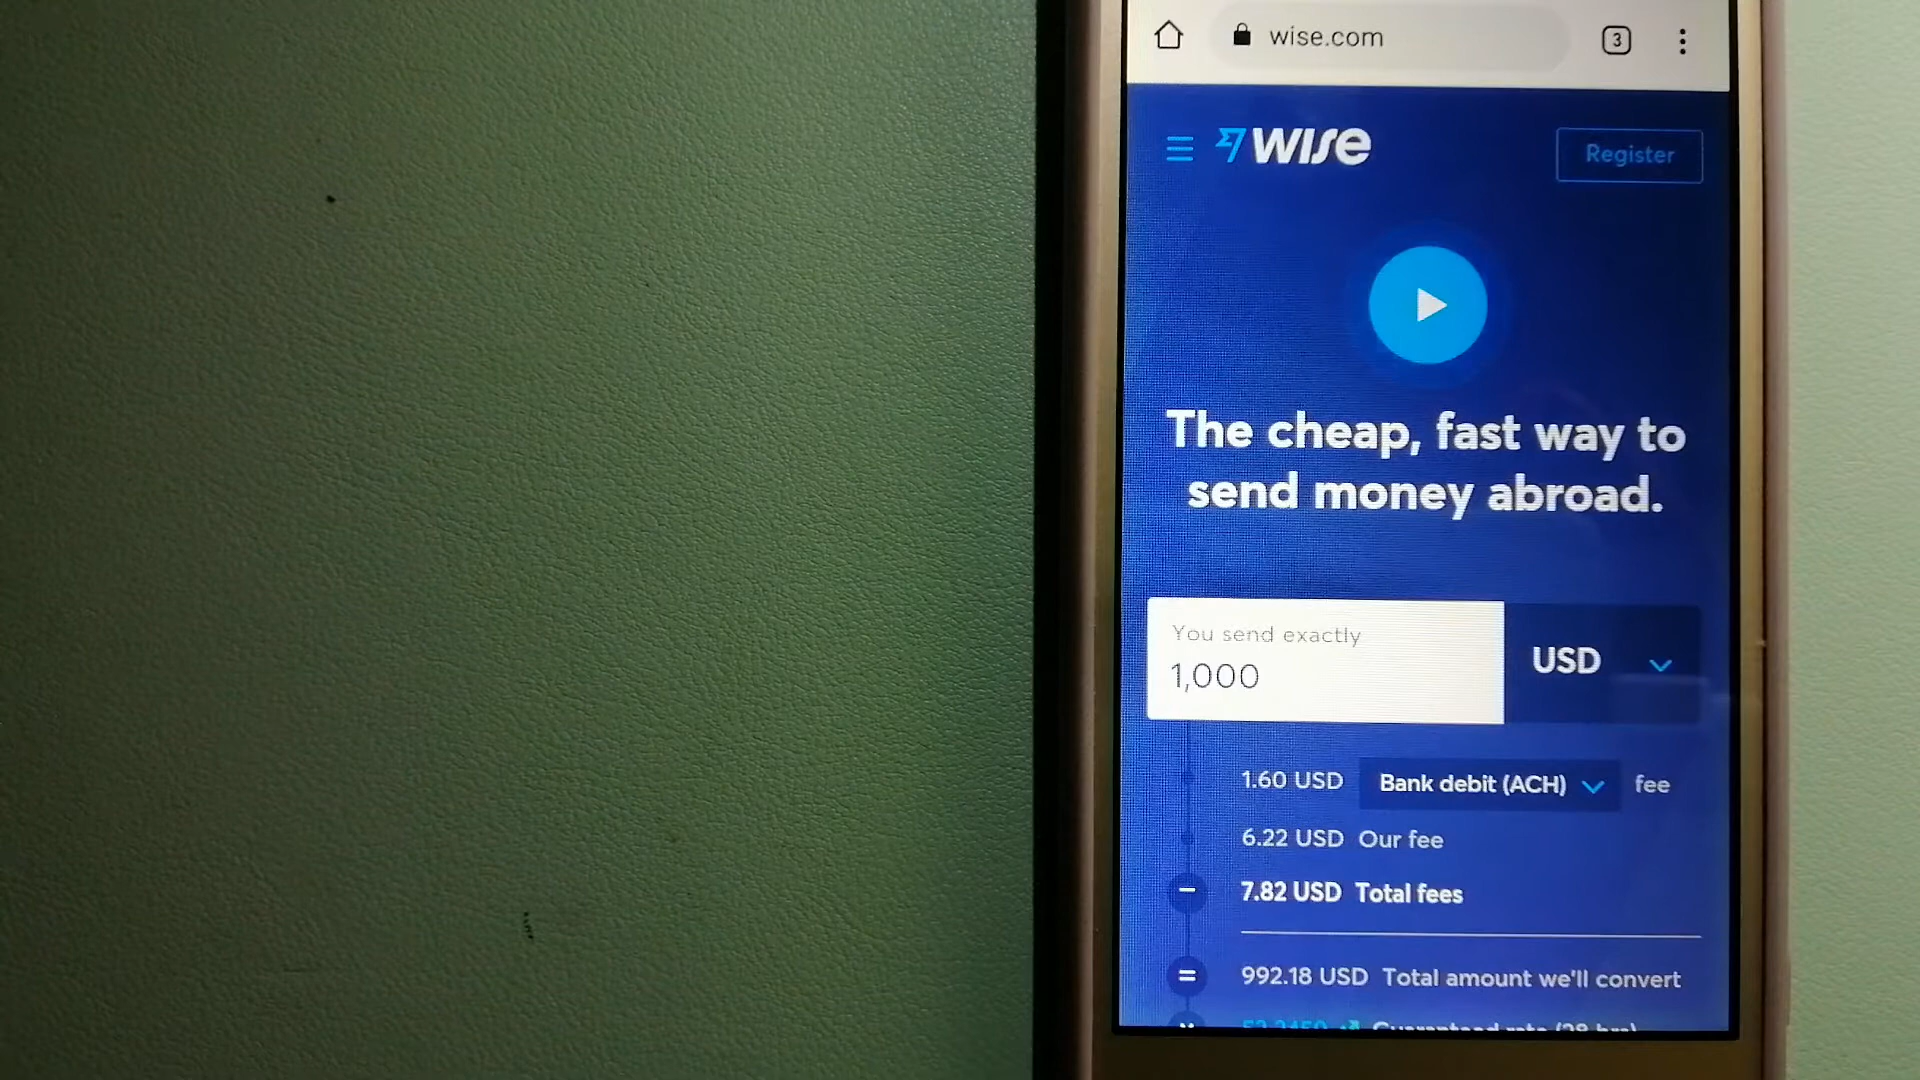 wise.com
3
wise
Register
The cheap, fast way to
send money abroad.
You send exactly
1,000
USD
1.60 USD Bank debit (ACH) fee
6.22 USD Our fee
7.82 USD Total fees
992.18 USD Total amount we'll convert
Guaranteed rate